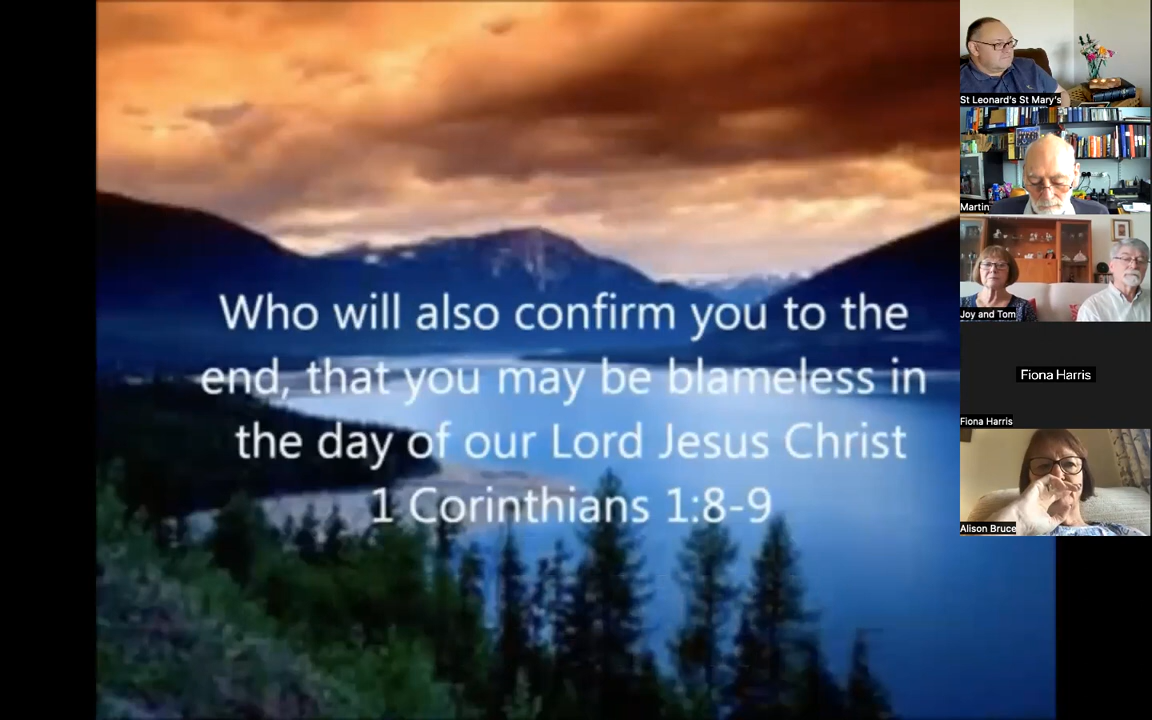 Who will also confirm you to the
end, that you may be blameless in
the day of our Lord Jesus Christ
1 Corinthians 1:8-9
St Leonard's St Mary's
Martin
Joy and Tom
Fiona Harris
Fiona Harris
Alison Bruce